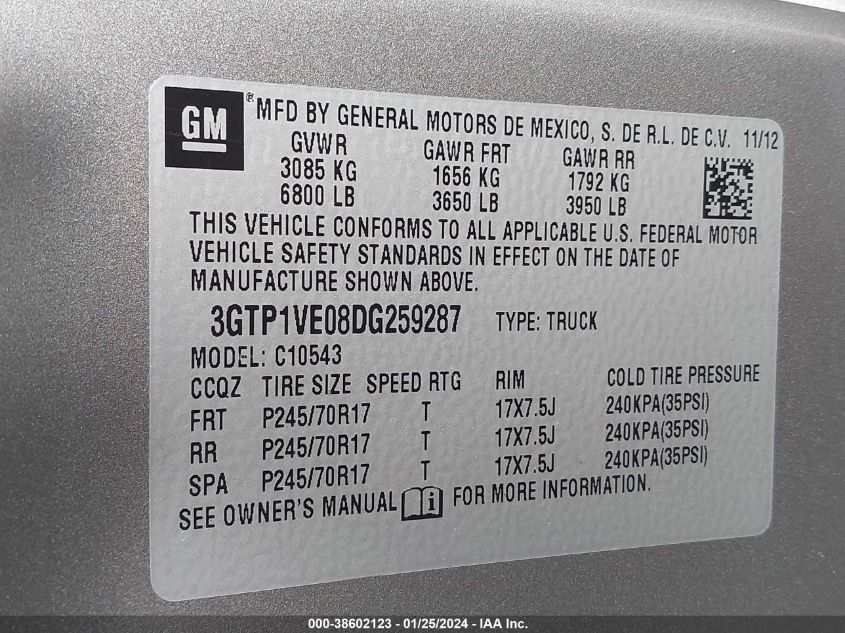 GM ® MFD BY GENERAL MOTORS DE MEXICO, S. DE R.L. DE C.V. 11/12
GVWR GAWR FRT GAWR RR
3085 KG 1656 KG 1792 KG
6800 LB 3650 LB 3950 LB
THIS VEHICLE CONFORMS TO ALL APPLICABLE U.S. FEDERAL MOTOR
VEHICLE SAFETY STANDARDS IN EFFECT ON THE DATE OF
MANUFACTURE SHOWN ABOVE.
3GTP1VE08DG259287 TYPE: TRUCK
MODEL: C10543
CCQZ TIRE SIZE SPEED RTG RIM COLD TIRE PRESSURE
FRT P245/70R17 T 17X7.5J 240KPA(35PSI)
RR P245/70R17 T 17X7.5J 240KPA(35PSI)
SPA P245/70R17 T 17X7.5J 240KPA(35PSI)
SEE OWNER'S MANUAL i FOR MORE INFORMATION.
000-38602123 - 01/25/2024 - IAA Inc.